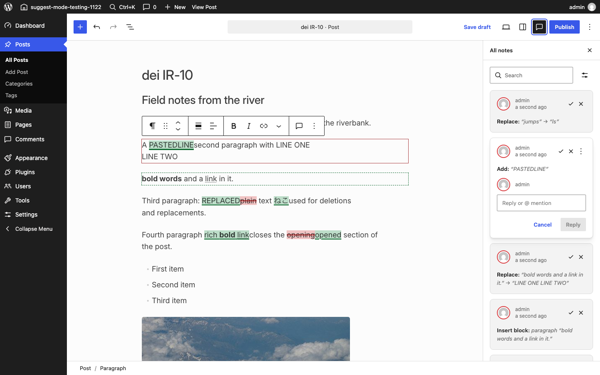 suggest-mode-testing-1122
Ctrl+K
0
New
View Post
admin
Dashboard
Posts
All Posts
Add Post
Categories
Tags
Media
Pages
Comments
Appearance
Plugins
Users
Tools
Settings
Collapse Menu
dei IR-10 · Post
Save draft
Publish
dei IR-10
Field notes from the river
the riverbank.
B I
A PASTEDLINEsecond paragraph with LINE ONE
LINE TWO
bold words and a link in it.
Third paragraph: REPLACEDplain text used for deletions
and replacements.
Fourth paragraph rich bold linkcloses the openingopened section of
the post.
· First item
· Second item
· Third item
Post / Paragraph
All notes
Search
admin
a second ago
Replace: "jumps" → "ls"
admin
a second ago
Add: "PASTEDLINE"
admin
Reply or @ mention
Cancel
Reply
admin
a second ago
Replace: "bold words and a link in
it." → "LINE ONE LINE TWO"
admin
a second ago
Insert block: paragraph "bold
words and a link in it."